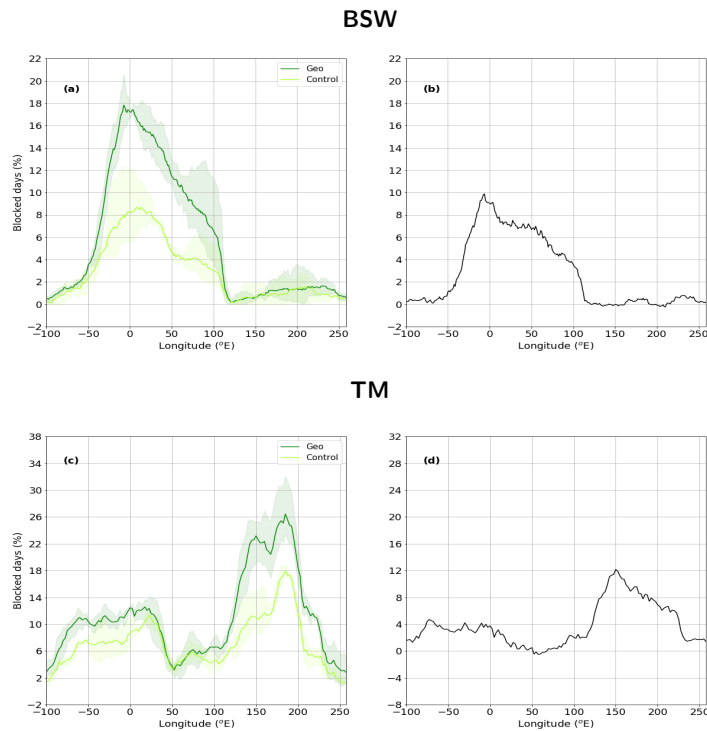 BSW
(a)
Geo
Control
Blocked days (%)
22
20
18
16
14
12
10
8
6
4
2
0
−2
−100 −50 0 50 100 150 200 250
Longitude (ºE)
(b)
22
20
18
16
14
12
10
8
6
4
2
0
−2
−100 −50 0 50 100 150 200 250
Longitude (ºE)
TM
(c)
Geo
Control
Blocked days (%)
38
34
30
26
22
18
14
10
6
2
−2
−100 −50 0 50 100 150 200 250
Longitude (ºE)
(d)
32
28
24
20
16
12
8
4
0
−4
−8
−100 −50 0 50 100 150 200 250
Longitude (ºE)